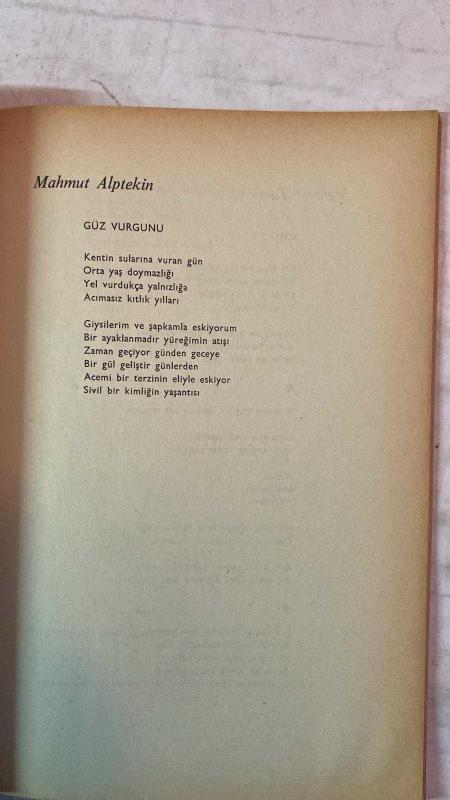 Mahmut Alptekin
GÜZ VURGUNU
Kentin sularına vuran gün
Orta yaş doymazlığı
Yel vurdukça yalnızlığa
Acımasız kıtlık yılları
Giysilerim ve şapkamla eskiyorum
Bir ayaklanmadır yüreğimin atışı
Zaman geçiyor günden geceye
Bir gül geliştir günlerden
Acemi bir terzinin eliyle eskiyor
Sivil bir kimliğin yaşantısı